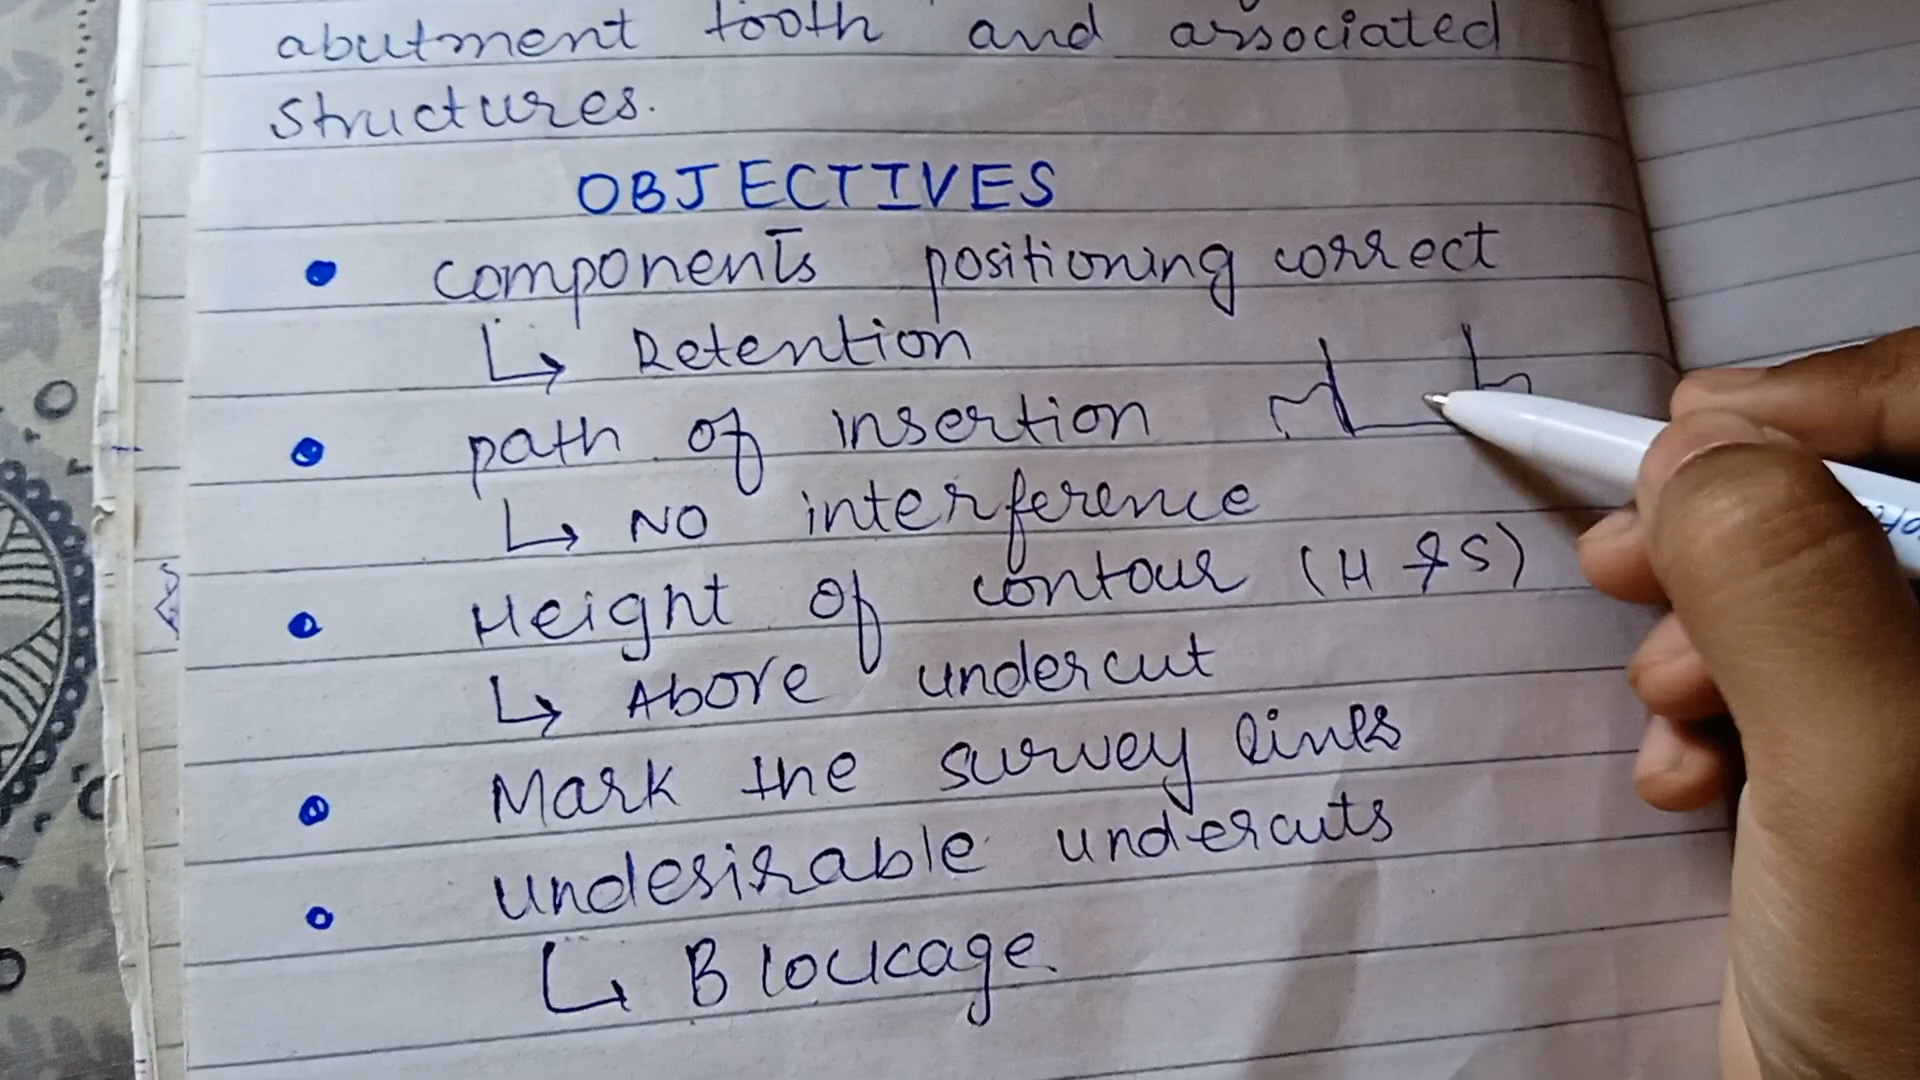 abutment tooth and associated
structures.
OBJECTIVES
• components positioning correct
↳ Retention
• path of insertion
↳ NO interference
• Height of contour (H & S)
↳ Above undercut
• Mark the survey lines
• undesirable undercuts
↳ Blockage.